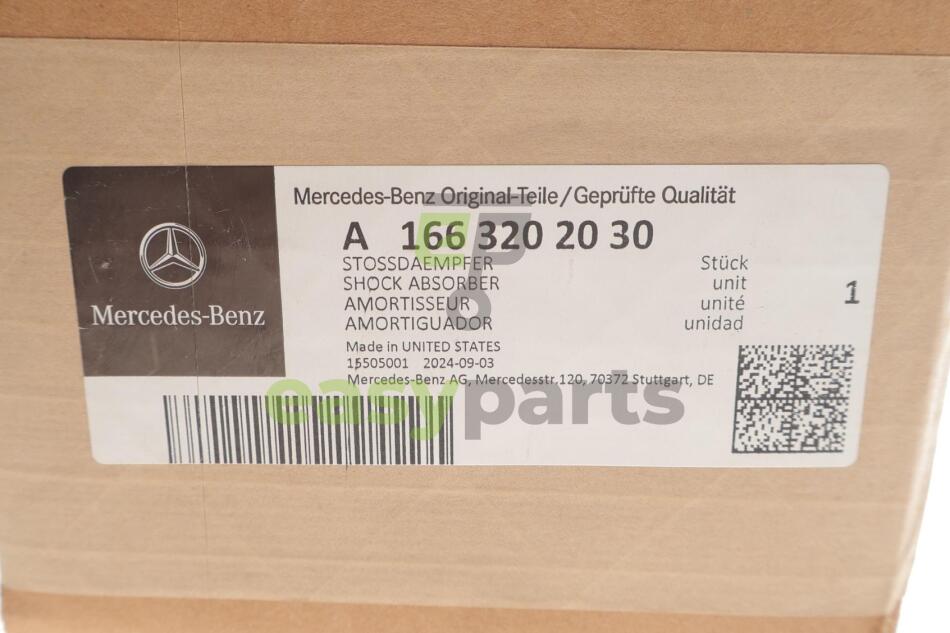 Mercedes-Benz Original-Teile/Geprüfte Qualität
A 166 320 20 30
STOSSDAEMPFER Stück
SHOCK ABSORBER unit
AMORTISSEUR unité
AMORTIGUADOR unidad
1
Mercedes-Benz
Made in UNITED STATES
15505001 2024-09-03
Mercedes-Benz AG, Mercedesstr.120, 70372 Stuttgart, DE
easyparts